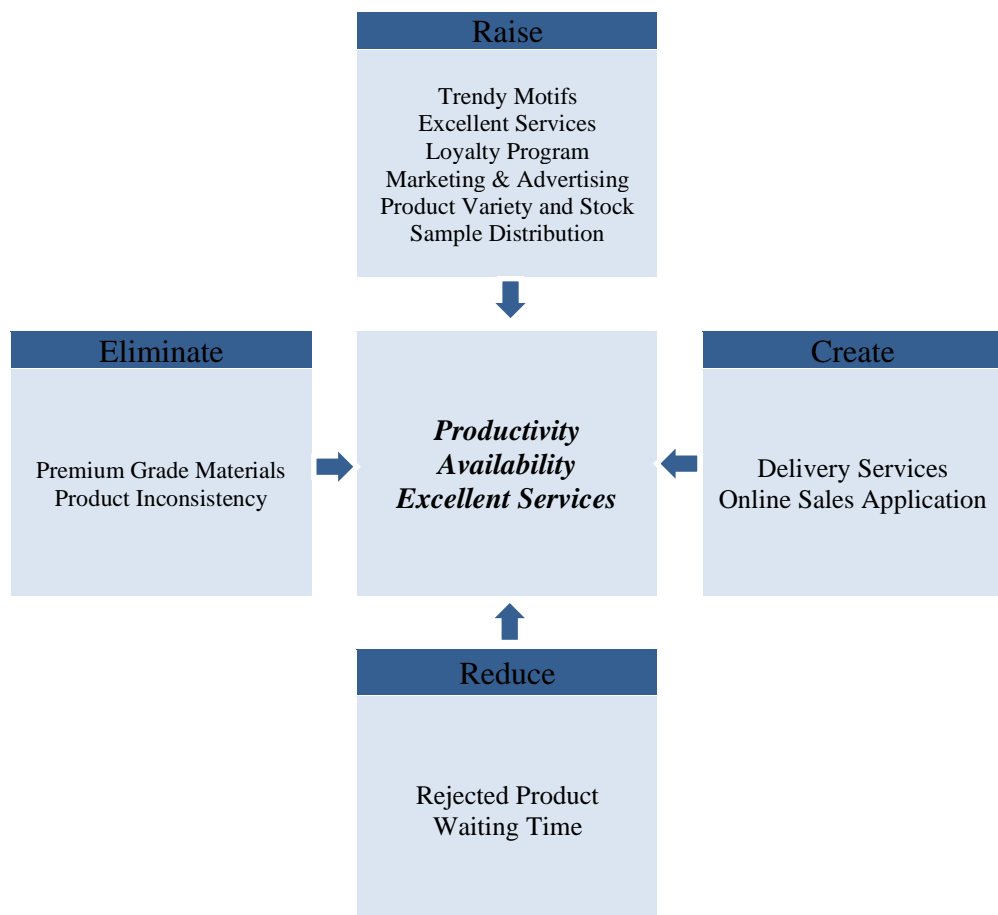 Raise
Trendy Motifs
Excellent Services
Loyalty Program
Marketing & Advertising
Product Variety and Stock
Sample Distribution
Eliminate
Premium Grade Materials
Product Inconsistency
Productivity
Availability
Excellent Services
Create
Delivery Services
Online Sales Application
Reduce
Rejected Product
Waiting Time